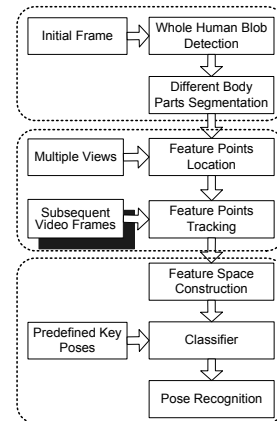 Initial Frame
Whole Human Blob
Detection
Different Body
Parts Segmentation
Multiple Views
Feature Points
Location
Subsequent
Video Frames
Feature Points
Tracking
Feature Space
Construction
Predefined Key
Poses
Classifier
Pose Recognition